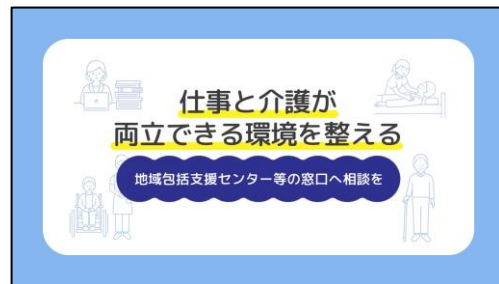 仕事と介護が
両立できる環境を整える
地域包括支援センター等の窓口へ相談を